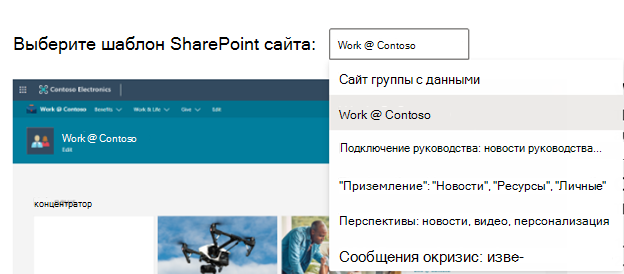 Выберите шаблон SharePoint сайта:
Work @ Contoso
Сайт группы с данными
Work @ Contoso
Подключение руководства: новости руководства...
"Приземление": "Новости", "Ресурсы", "Личные"
Перспективы: новости, видео, персонализация
Сообщения окризис: изве-
Contoso Electronics
Work @ Contoso Benefits Work & Life Give Edit
Work @ Contoso
Edit
концентратор